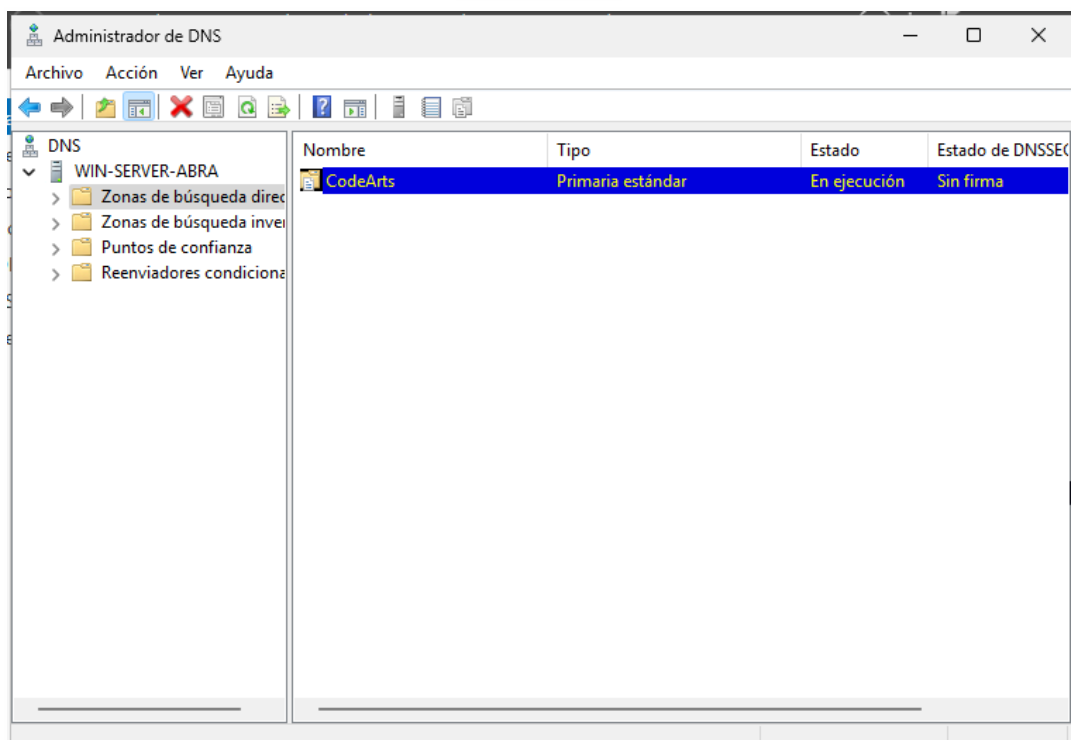 Administrador de DNS
Archivo Acción Ver Ayuda
DNS
WIN-SERVER-ABRA
Zonas de búsqueda direc
Zonas de búsqueda inver
Puntos de confianza
Reenviadores condiciona
Nombre Tipo Estado Estado de DNSSEC
CodeArts Primaria estándar En ejecución Sin firma